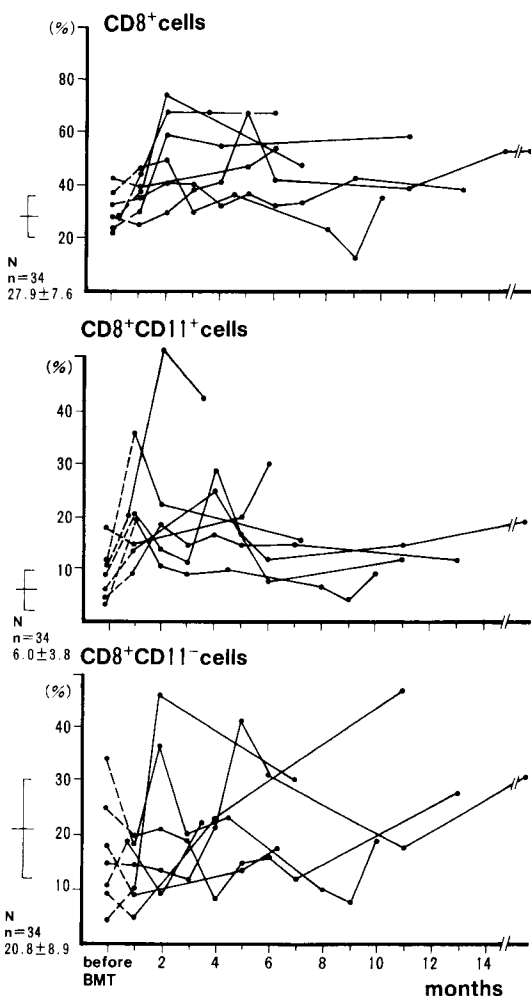 CD8+cells
(%)
80
60
40
20
N
n=34
27.9±7.6
CD8+CD11+cells
(%)
40
30
20
10
N
n=34
6.0±3.8
CD8+CD11-cells
(%)
40
30
20
10
N
n=34
20.8±8.9
before
BMT
2 4 6 8 10 12 14
months